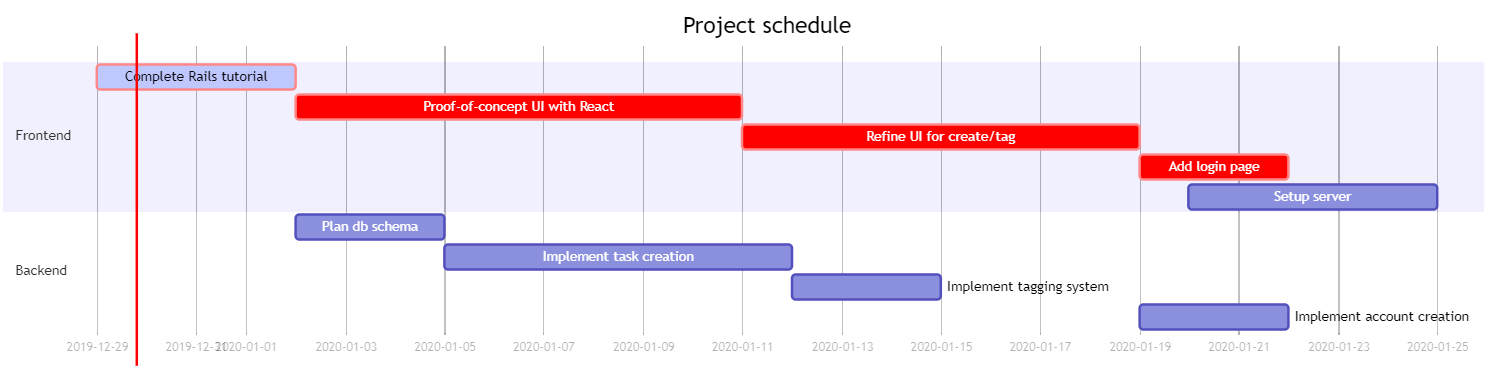 Project schedule
Complete Rails tutorial
Proof-of-concept UI with React
Frontend
Refine UI for create/tag
Add login page
Setup server
Plan db schema
Implement task creation
Backend
Implement tagging system
Implement account creation
2019-12-29 2019-12-31 2020-01-01 2020-01-03 2020-01-05 2020-01-07 2020-01-09 2020-01-11 2020-01-13 2020-01-15 2020-01-17 2020-01-19 2020-01-21 2020-01-23 2020-01-25